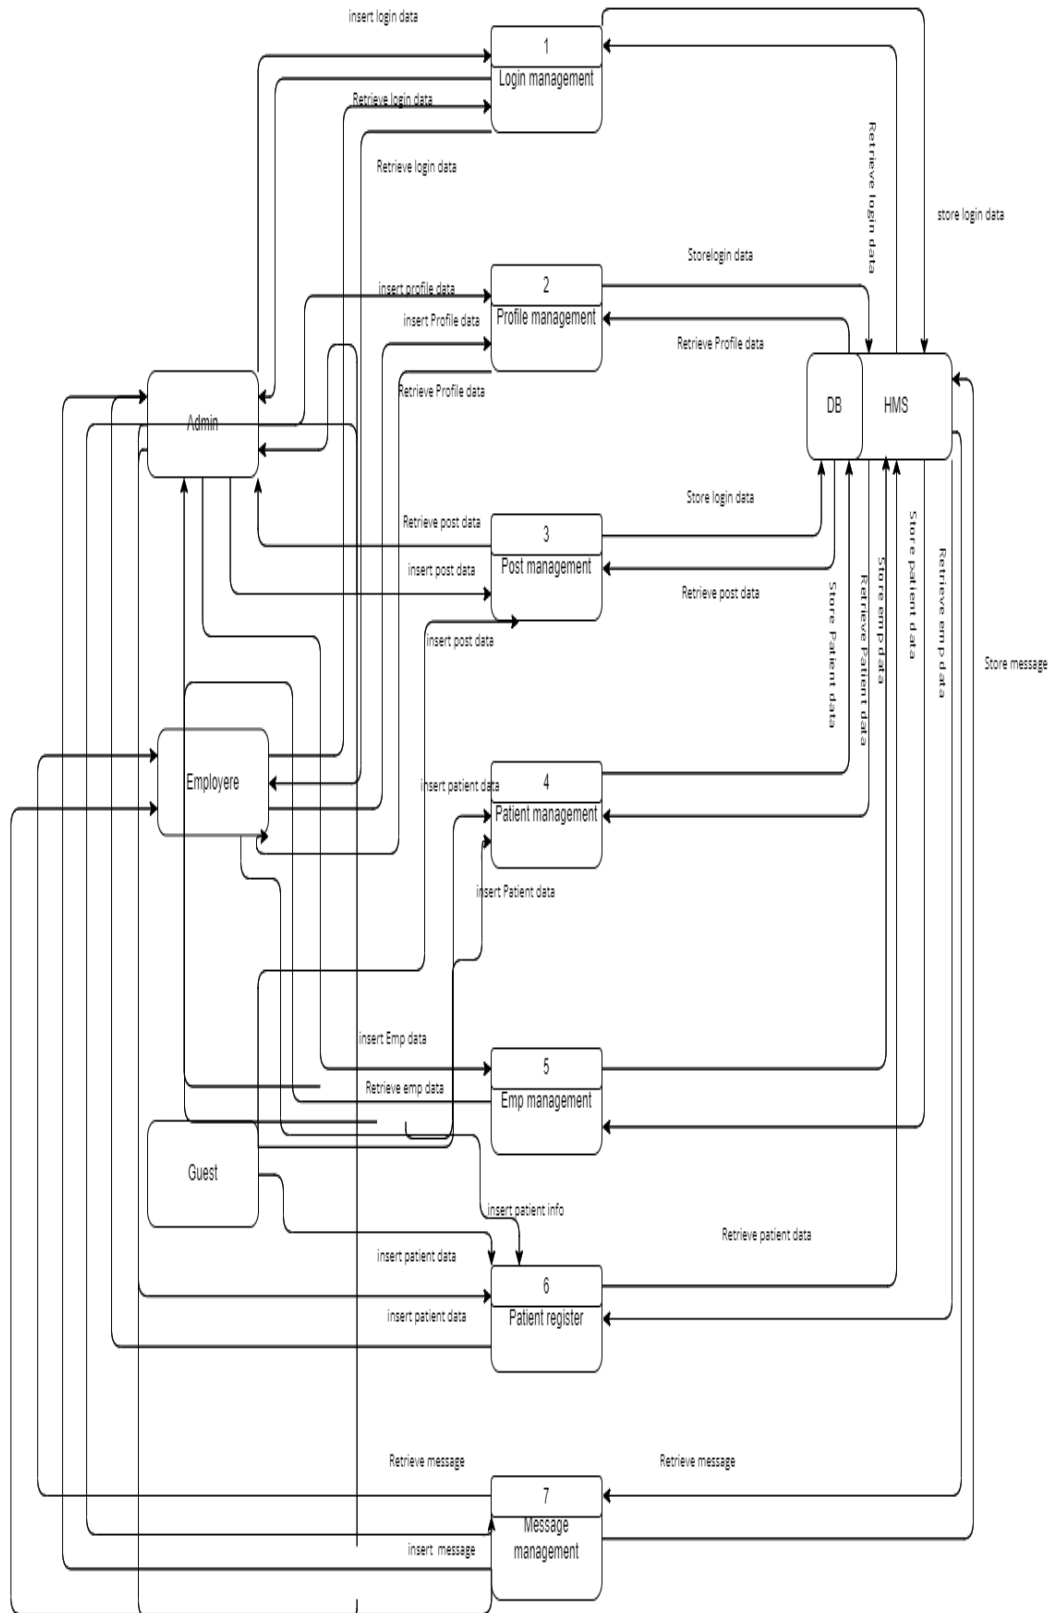 insert login data
1
Login management
Retrieve login data
Retrieve login data
Retrieve login data
store login data
Storelogin data
2
Profile management
insert profile data
insert Profile data
Retrieve Profile data
Retrieve Profile data
Admin
DB
HMS
Store login data
3
Post management
Retrieve post data
insert post data
insert post data
Retrieve post data
Store Patient data
Retrieve Patient data
Store emp data
Store patient data
Retrieve emp data
Store message
Employere
4
Patient management
insert patient data
insert Patient data
insert Emp data
5
Emp management
Retrieve emp data
Guest
insert patient info
Retrieve patient data
insert patient data
6
Patient register
insert patient data
Retrieve message
Retrieve message
7
Message
management
insert message